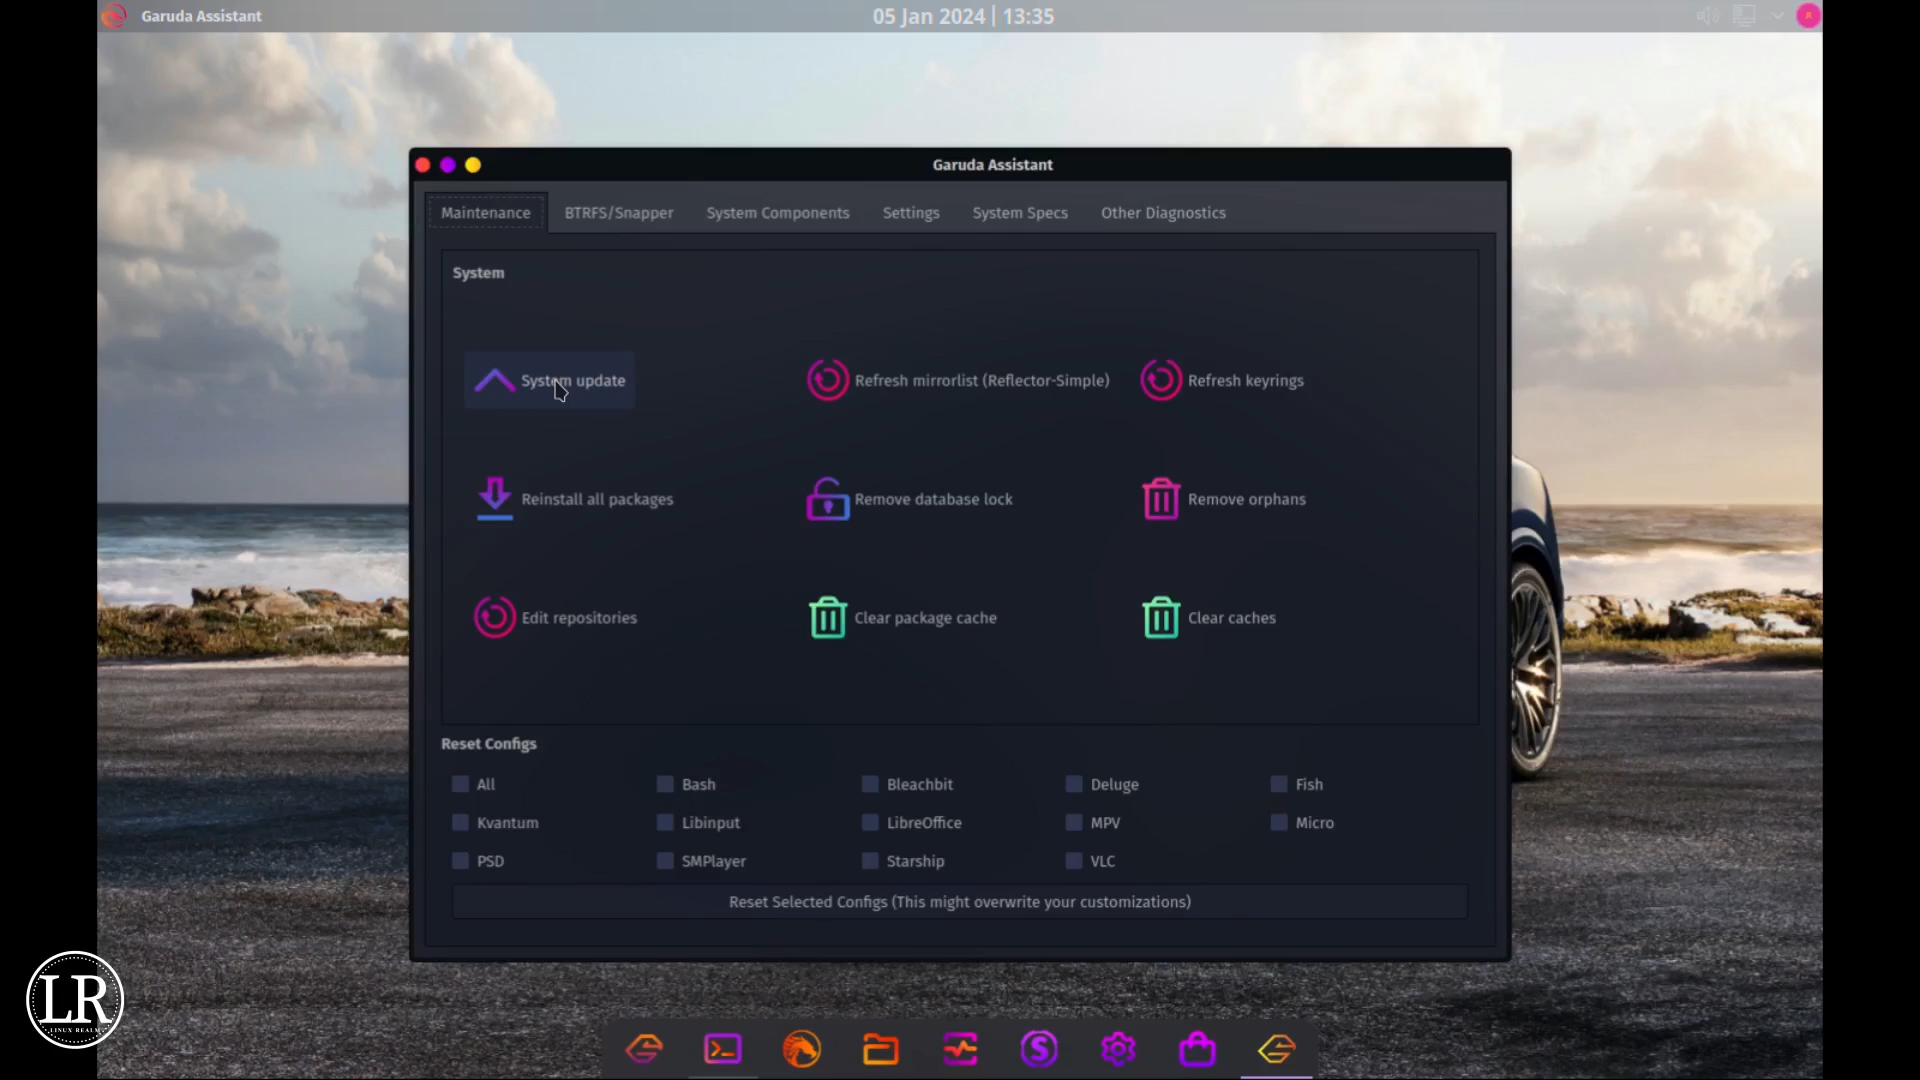 Garuda Assistant
05 Jan 2024 | 13:35
Garuda Assistant
Maintenance
BTRFS/Snapper
System Components
Settings
System Specs
Other Diagnostics
System
System update
Refresh mirrorlist (Reflector-Simple)
Refresh keyrings
Reinstall all packages
Remove database lock
Remove orphans
Edit repositories
Clear package cache
Clear caches
Reset Configs
All
Bash
Bleachbit
Deluge
Fish
Kvantum
Libinput
LibreOffice
MPV
Micro
PSD
SMPlayer
Starship
VLC
Reset Selected Configs (This might overwrite your customizations)
LR
LINUX REALM